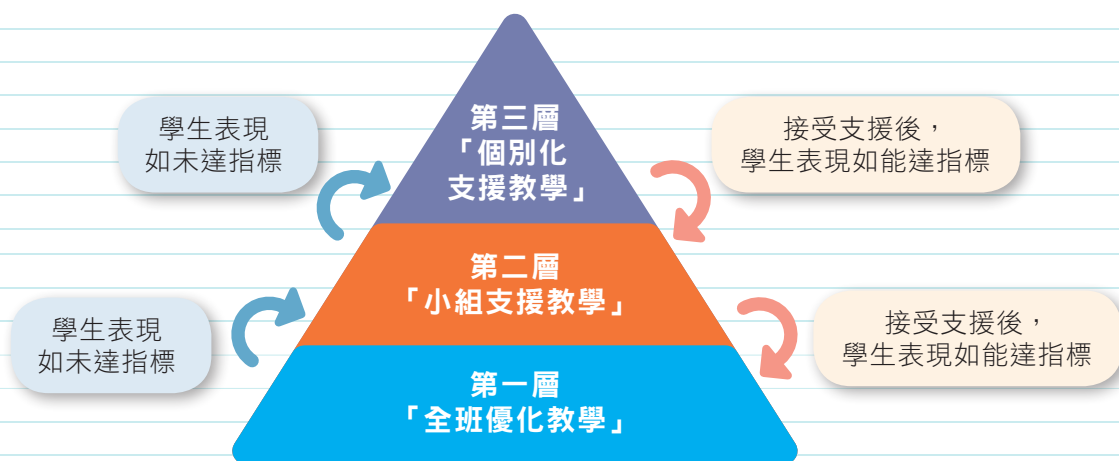 第三層
「個別化
支援教學」
學生表現
如未達指標
接受支援後，
學生表現如能達指標
第二層
「小組支援教學」
學生表現
如未達指標
接受支援後，
學生表現如能達指標
第一層
「全班優化教學」